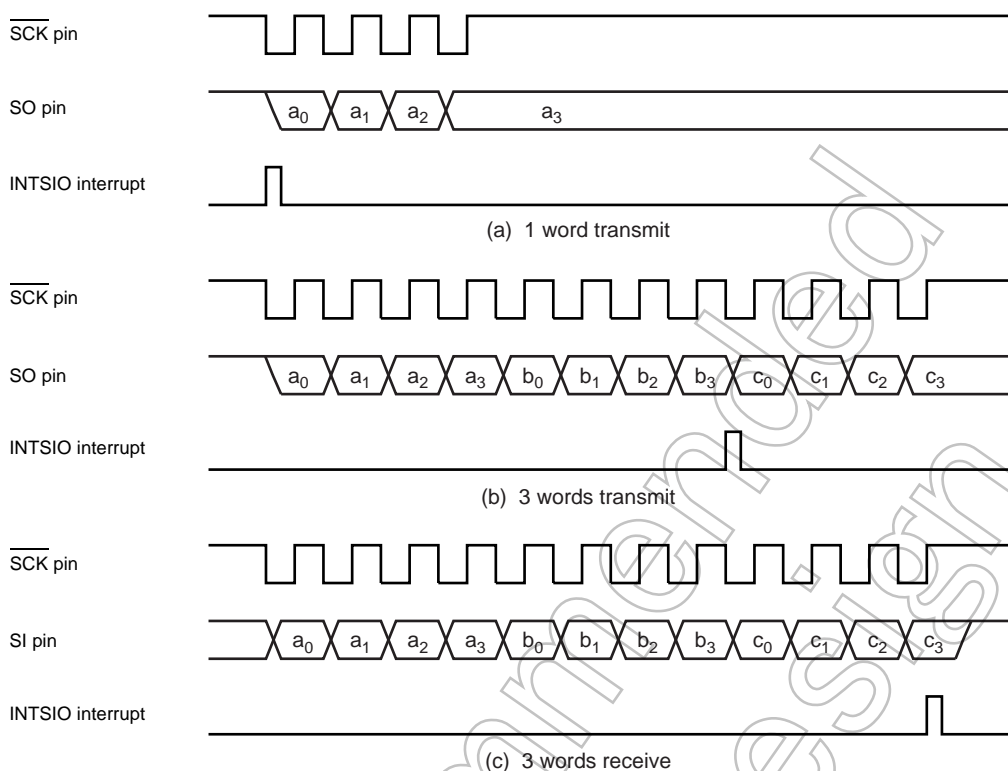 SCK pin
SO pin
a0 a1 a2 a3
INTSIO interrupt
(a) 1 word transmit
SCK pin
SO pin
a0 a1 a2 a3 b0 b1 b2 b3 c0 c1 c2 c3
INTSIO interrupt
(b) 3 words transmit
SCK pin
SI pin
a0 a1 a2 a3 b0 b1 b2 b3 c0 c1 c2 c3
INTSIO interrupt
(c) 3 words receive